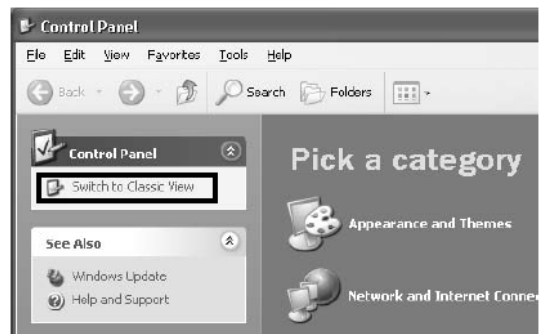 Control Panel
File Edit View Favorites Tools Help
Back Search Folders
Control Panel
Switch to Classic View
See Also
Windows Update
Help and Support
Pick a category
Appearance and Themes
Network and Internet Conne